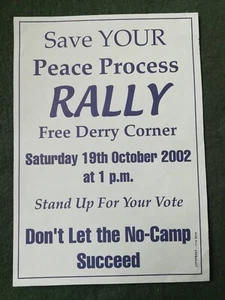 Save YOUR
Peace Process
RALLY
Free Derry Corner
Saturday 19th October 2002
at 1 p.m.
Stand Up For Your Vote
Don't Let the No-Camp
Succeed